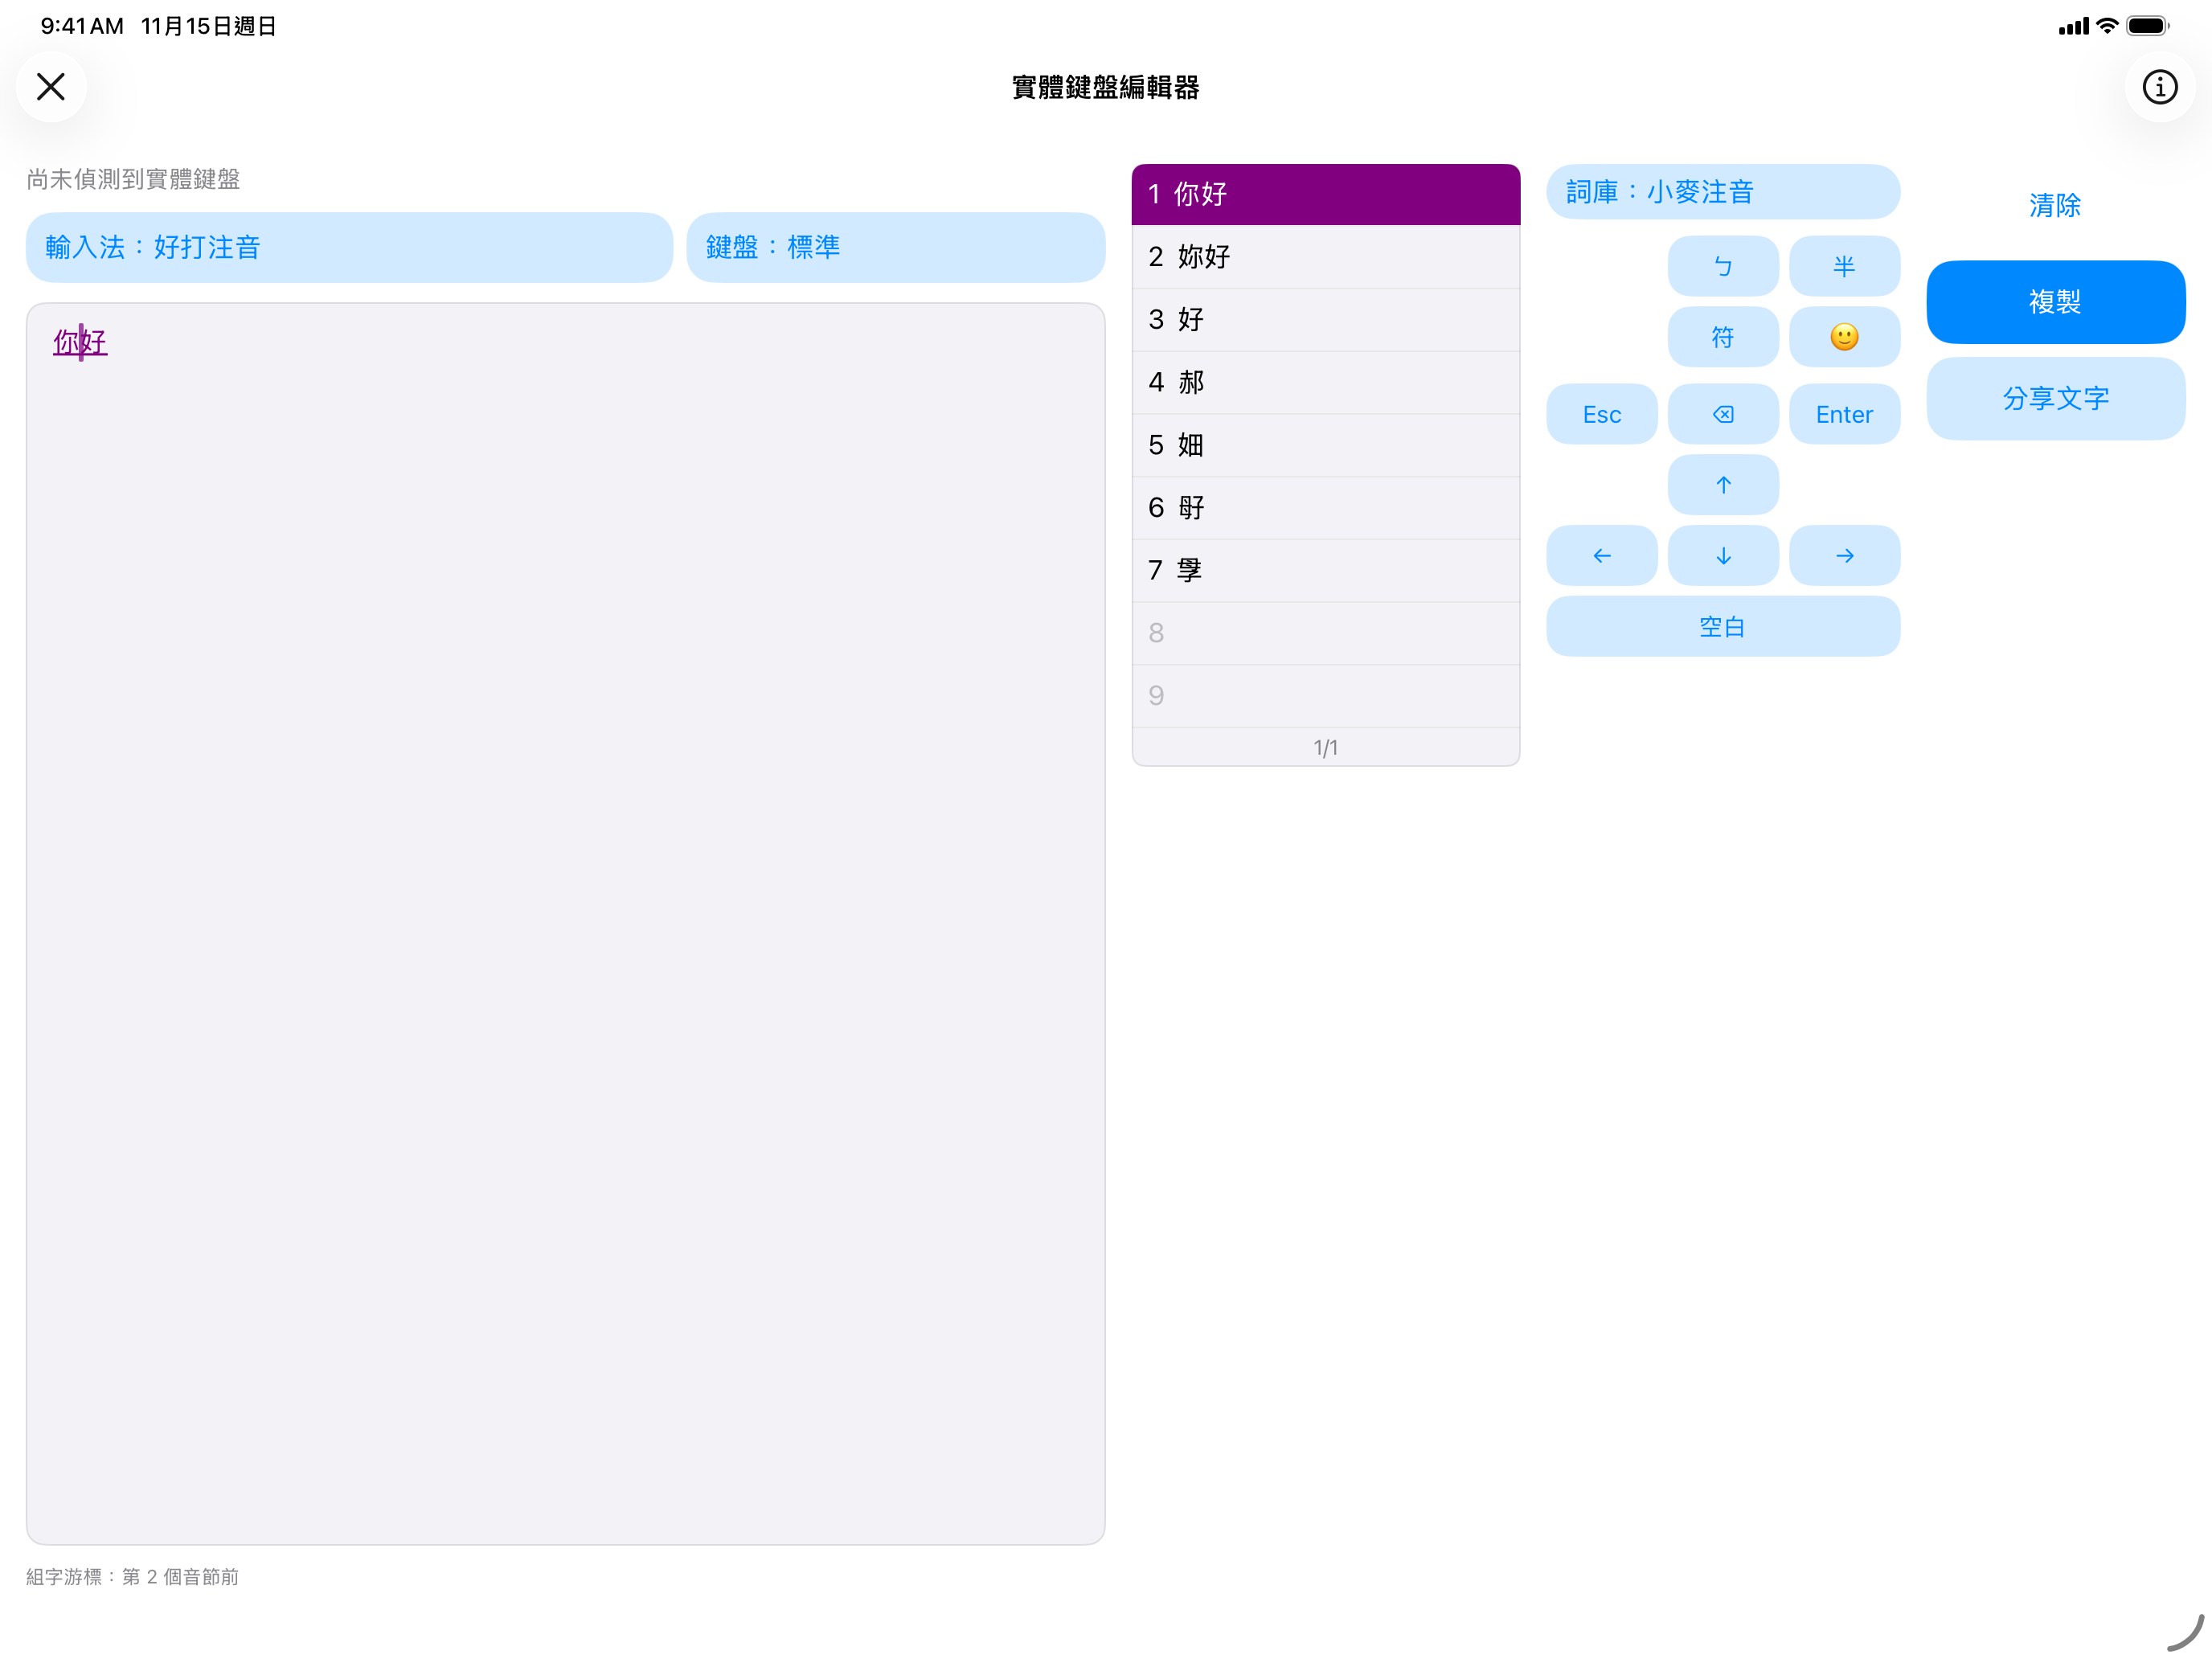 9:41 AM 11月15日週日
實體鍵盤編輯器
尚未偵測到實體鍵盤
輸入法：好打注音
鍵盤：標準
你好
組字游標：第 2 個音節前
1 你好
2 妳好
3 好
4 郝
5 㚼
6 㝀
7 㝈
8
9
1/1
詞庫：小麥注音
ㄅ
半
符
🙂
Esc
⌫
Enter
↑
←
↓
→
空白
清除
複製
分享文字